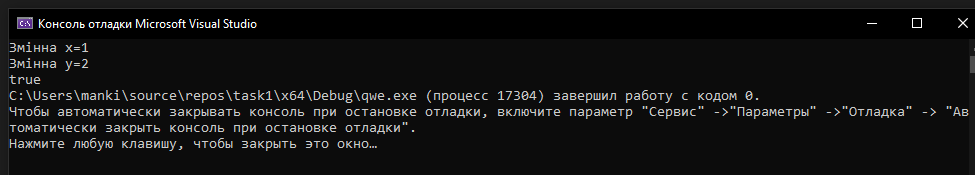 Консоль отладки Microsoft Visual Studio
Змінна x=1
Змінна y=2
true
C:\Users\manki\source\repos\task1\x64\Debug\qwe.exe (процесс 17304) завершил работу с кодом 0.
Чтобы автоматически закрывать консоль при остановке отладки, включите параметр "Сервис" ->"Параметры" ->"Отладка" -> "Ав
томатически закрыть консоль при остановке отладки".
Нажмите любую клавишу, чтобы закрыть это окно…